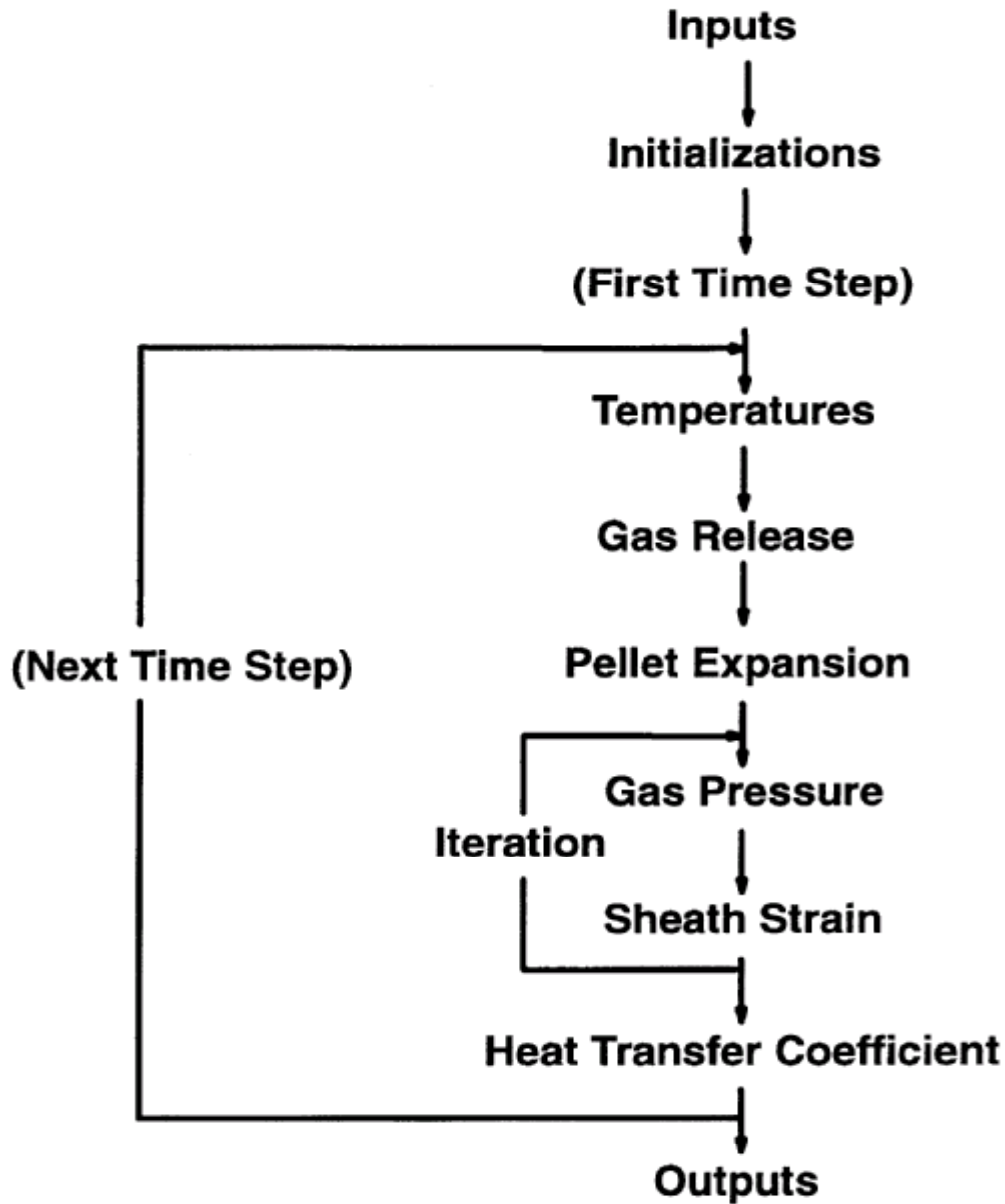 Inputs
Initializations
(First Time Step)
Temperatures
Gas Release
(Next Time Step)
Pellet Expansion
Gas Pressure
Iteration
Sheath Strain
Heat Transfer Coefficient
Outputs